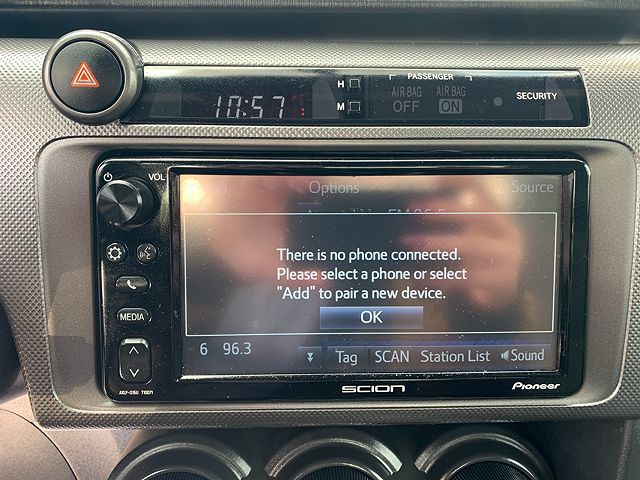 PASSENGER
H
10:57
AIR BAG AIR BAG
OFF ON
M
SECURITY
VOL
Options
Source
There is no phone connected.
Please select a phone or select
"Add" to pair a new device.
OK
MEDIA
6 96.3
Tag SCAN Station List Sound
SCION
Pioneer